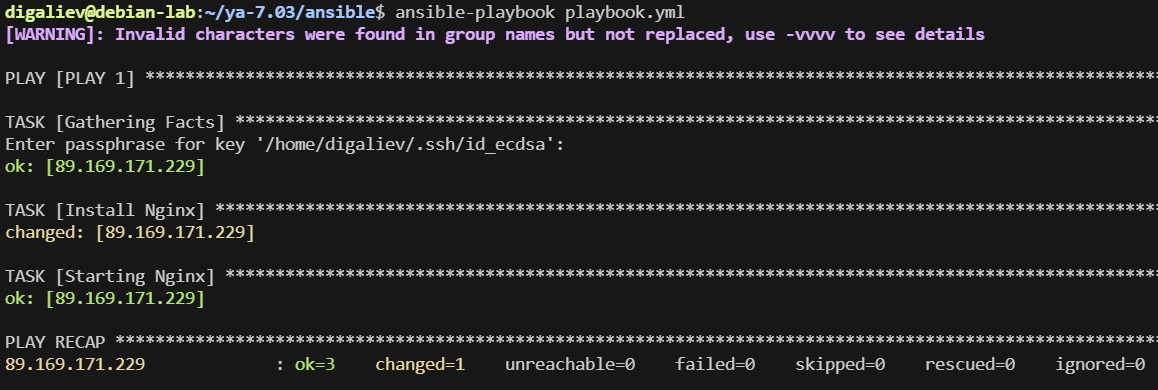 digaliev@debian-lab:~/ya-7.03/ansible$ ansible-playbook playbook.yml
[WARNING]: Invalid characters were found in group names but not replaced, use -vvvv to see details
PLAY [PLAY 1] ******************************************************************************************************
TASK [Gathering Facts] *********************************************************************************************
Enter passphrase for key '/home/digaliev/.ssh/id_ecdsa':
ok: [89.169.171.229]
TASK [Install Nginx] ***********************************************************************************************
changed: [89.169.171.229]
TASK [Starting Nginx] **********************************************************************************************
ok: [89.169.171.229]
PLAY RECAP *********************************************************************************************************
89.169.171.229             : ok=3    changed=1    unreachable=0    failed=0    skipped=0    rescued=0    ignored=0